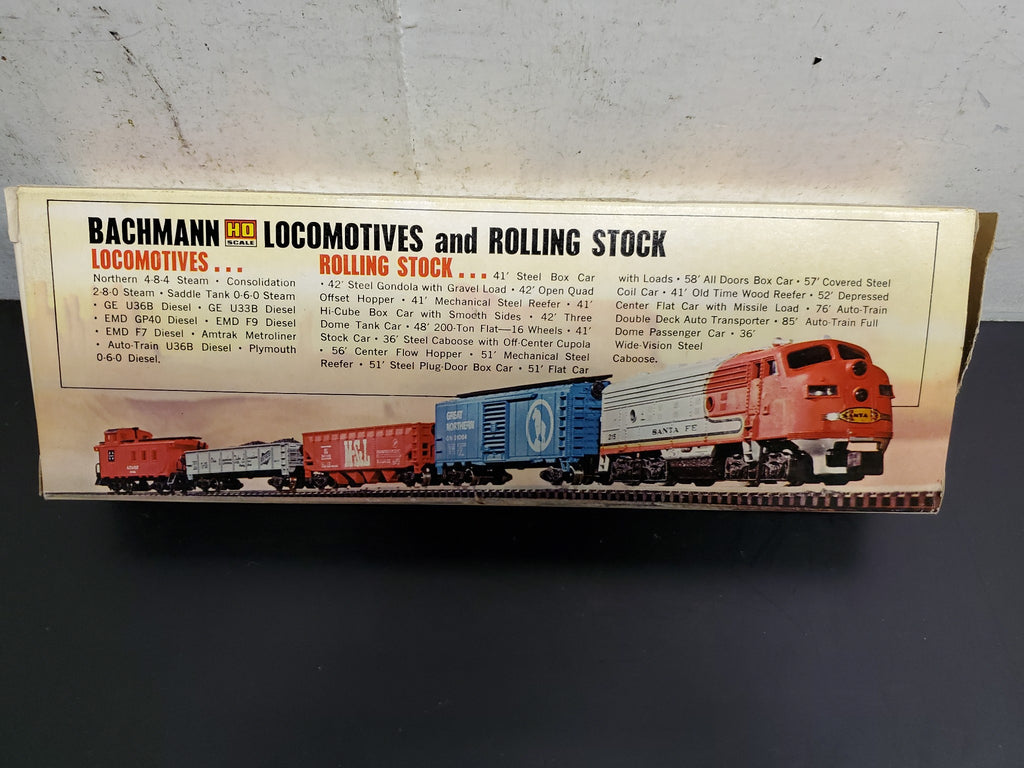 BACHMANN HO SCALE LOCOMOTIVES and ROLLING STOCK
LOCOMOTIVES . . .
Northern 4-8-4 Steam • Consolidation
2-8-0 Steam • Saddle Tank 0-6-0 Steam
• GE U36B Diesel • GE U33B Diesel
• EMD GP40 Diesel • EMD F9 Diesel
• EMD F7 Diesel • Amtrak Metroliner
• Auto-Train U36B Diesel • Plymouth
0-6-0 Diesel.
ROLLING STOCK . . . 41' Steel Box Car
• 42' Steel Gondola with Gravel Load • 42' Open Quad
Offset Hopper • 41' Mechanical Steel Reefer • 41'
Hi-Cube Box Car with Smooth Sides • 42' Three
Dome Tank Car • 48' 200-Ton Flat—16 Wheels • 41'
Stock Car • 36' Steel Caboose with Off-Center Cupola
• 56' Center Flow Hopper • 51' Mechanical Steel
Reefer • 51' Steel Plug-Door Box Car • 51' Flat Car
with Loads • 58' All Doors Box Car • 57' Covered Steel
Coil Car • 41' Old Time Wood Reefer • 52' Depressed
Center Flat Car with Missile Load • 76' Auto-Train
Double Deck Auto Transporter • 85' Auto-Train Full
Dome Passenger Car • 36'
Wide-Vision Steel
Caboose.
GREAT
NORTHERN
M&StL
215
SANTA FE
SANTA FE